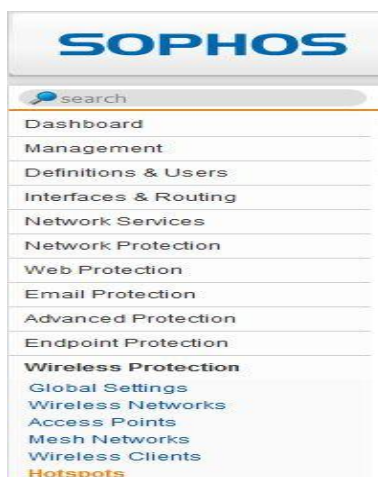 SOPHOS
search
Dashboard
Management
Definitions & Users
Interfaces & Routing
Network Services
Network Protection
Web Protection
Email Protection
Advanced Protection
Endpoint Protection
Wireless Protection
Global Settings
Wireless Networks
Access Points
Mesh Networks
Wireless Clients
Hotspots